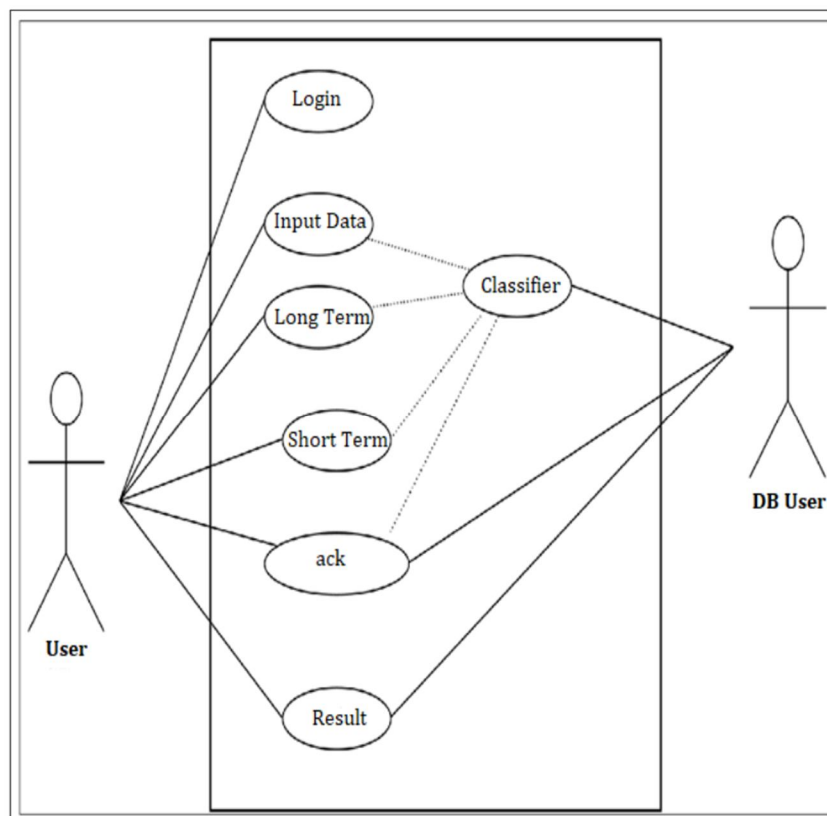 Login
Input Data
Classifier
Long Term
Short Term
DB User
ack
User
Result